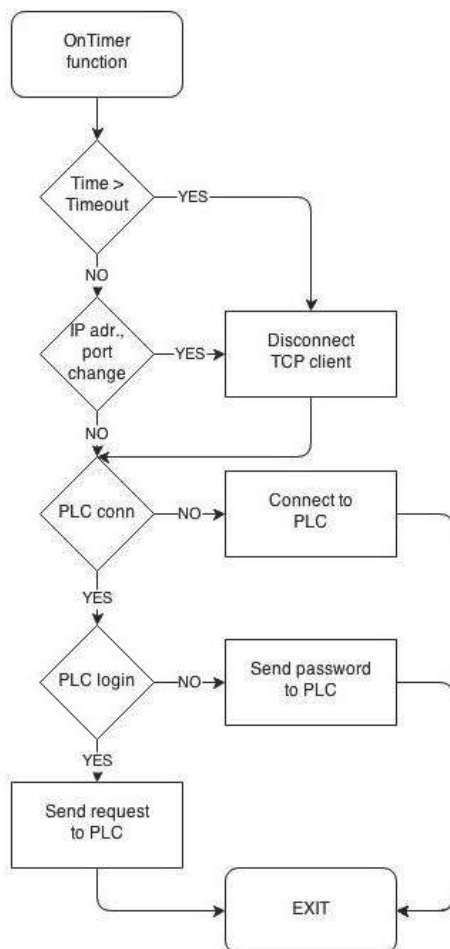 OnTimer
function
Time >
Timeout
YES
NO
IP adr.,
port
change
YES
Disconnect
TCP client
NO
PLC conn
NO
Connect to
PLC
YES
PLC login
NO
Send password
to PLC
YES
Send request
to PLC
EXIT